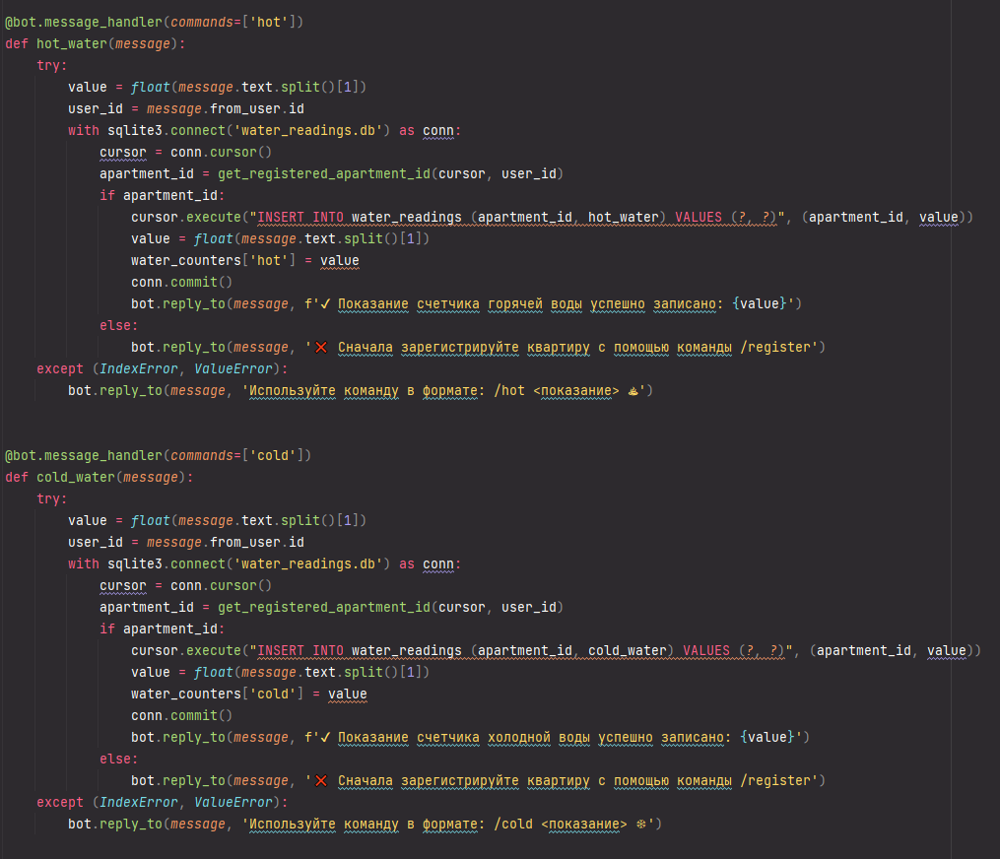 @bot.message_handler(commands=['hot'])
def hot_water(message):
    try:
        value = float(message.text.split()[1])
        user_id = message.from_user.id
        with sqlite3.connect('water_readings.db') as conn:
            cursor = conn.cursor()
            apartment_id = get_registered_apartment_id(cursor, user_id)
            if apartment_id:
                cursor.execute("INSERT INTO water_readings (apartment_id, hot_water) VALUES (?, ?)", (apartment_id, value))
                value = float(message.text.split()[1])
                water_counters['hot'] = value
                conn.commit()
                bot.reply_to(message, f'✓ Показание счетчика горячей воды успешно записано: {value}')
            else:
                bot.reply_to(message, '❌ Сначала зарегистрируйте квартиру с помощью команды /register')
    except (IndexError, ValueError):
        bot.reply_to(message, 'Используйте команду в формате: /hot <показание> ♨')
@bot.message_handler(commands=['cold'])
def cold_water(message):
    try:
        value = float(message.text.split()[1])
        user_id = message.from_user.id
        with sqlite3.connect('water_readings.db') as conn:
            cursor = conn.cursor()
            apartment_id = get_registered_apartment_id(cursor, user_id)
            if apartment_id:
                cursor.execute("INSERT INTO water_readings (apartment_id, cold_water) VALUES (?, ?)", (apartment_id, value))
                value = float(message.text.split()[1])
                water_counters['cold'] = value
                conn.commit()
                bot.reply_to(message, f'✓ Показание счетчика холодной воды успешно записано: {value}')
            else:
                bot.reply_to(message, '❌ Сначала зарегистрируйте квартиру с помощью команды /register')
    except (IndexError, ValueError):
        bot.reply_to(message, 'Используйте команду в формате: /cold <показание> ❄')